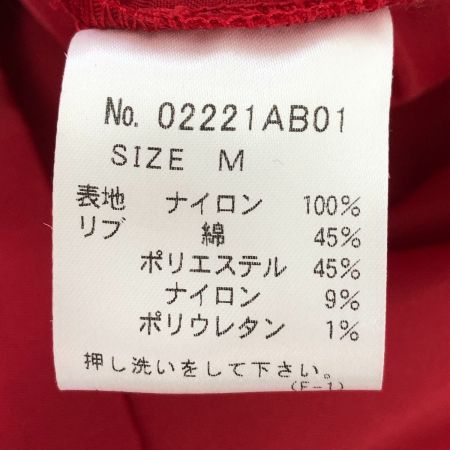 No. 02221AB01
SIZE M
表地 ナイロン 100%
リブ 綿 45%
ポリエステル 45%
ナイロン 9%
ポリウレタン 1%
押し洗いをして下さい。
(F-1)